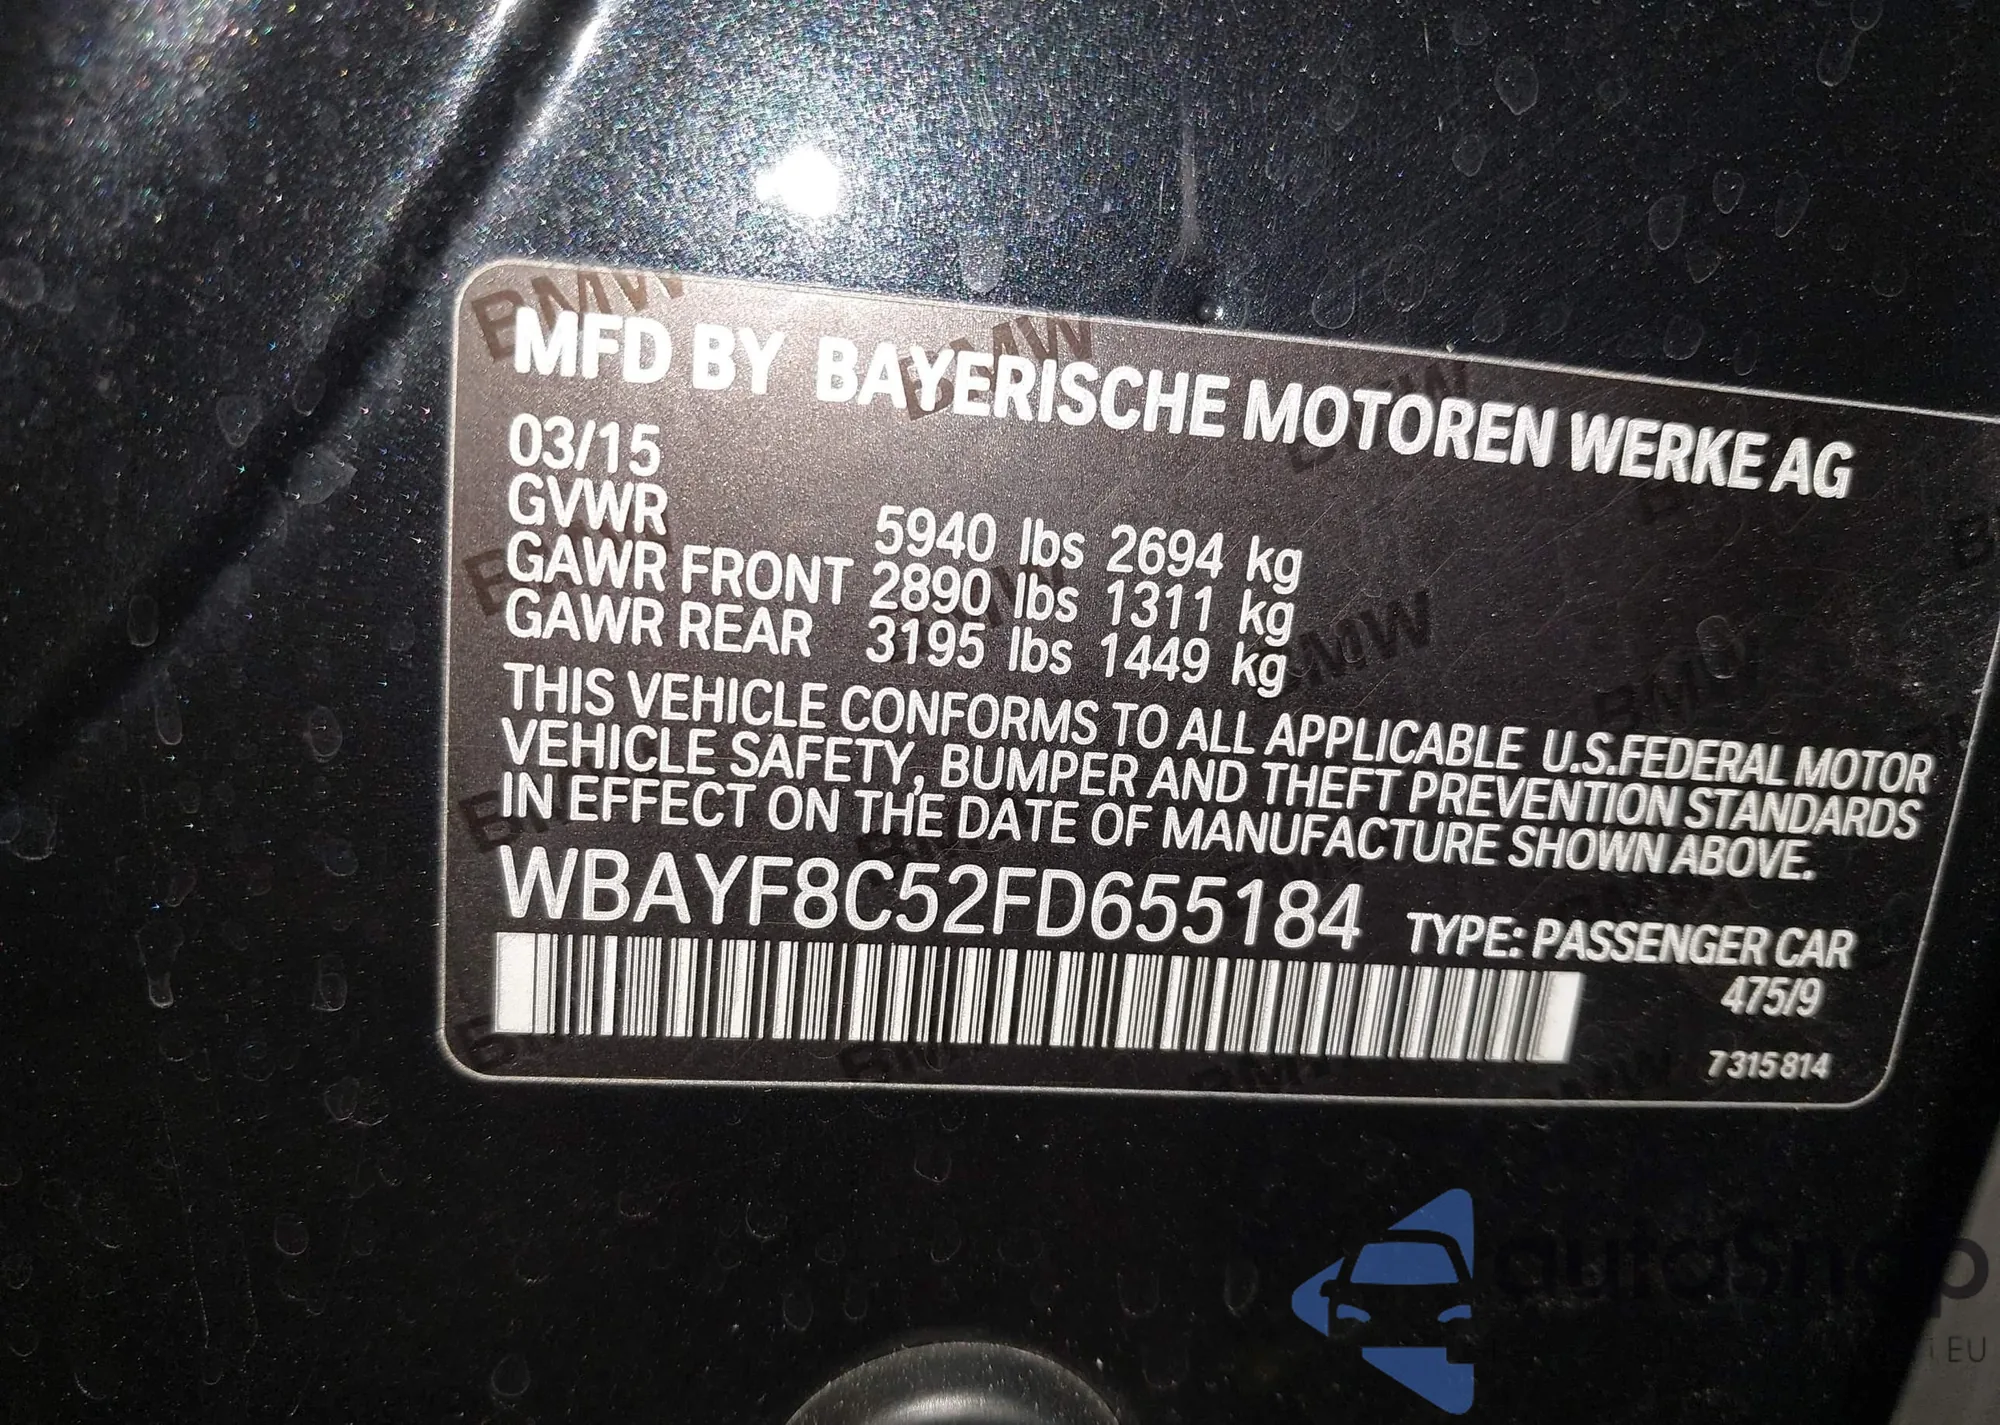 MFD BY BAYERISCHE MOTOREN WERKE AG
03/15
GVWR 5940 lbs 2694 kg
GAWR FRONT 2890 lbs 1311 kg
GAWR REAR 3195 lbs 1449 kg
THIS VEHICLE CONFORMS TO ALL APPLICABLE U.S.FEDERAL MOTOR
VEHICLE SAFETY, BUMPER AND THEFT PREVENTION STANDARDS
IN EFFECT ON THE DATE OF MANUFACTURE SHOWN ABOVE.
WBAYF8C52FD655184 TYPE: PASSENGER CAR
475/9
7315814
autoSnap
EU